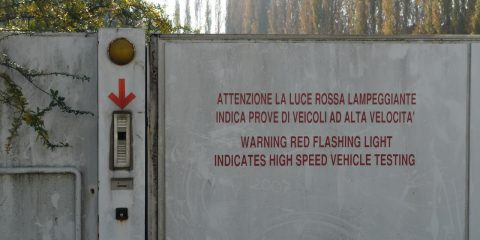 ATTENZIONE LA LUCE ROSSA LAMPEGGIANTE
INDICA PROVE DI VEICOLI AD ALTA VELOCITA'
WARNING RED FLASHING LIGHT
INDICATES HIGH SPEED VEHICLE TESTING